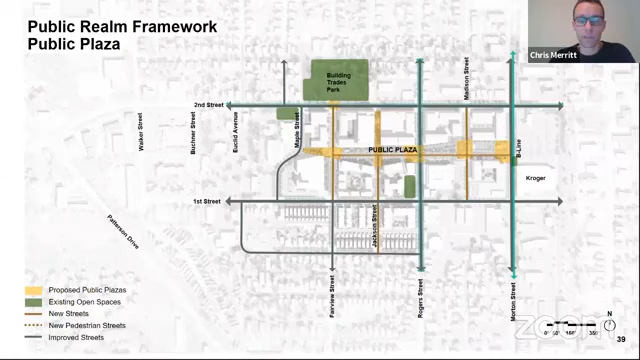 Public Realm Framework
Public Plaza
Chris Merritt
Building
Trades
Park
Madison Street
2nd Street
Walker Street
Buchner Street
Euclid Avenue
Maple Street
PUBLIC PLAZA
B-Line
Kroger
1st Street
Jackson Street
Patterson Drive
Proposed Public Plazas
Existing Open Spaces
New Streets
New Pedestrian Streets
Improved Streets
Fairview Street
Rogers Street
Morton Street
N
zoom
39